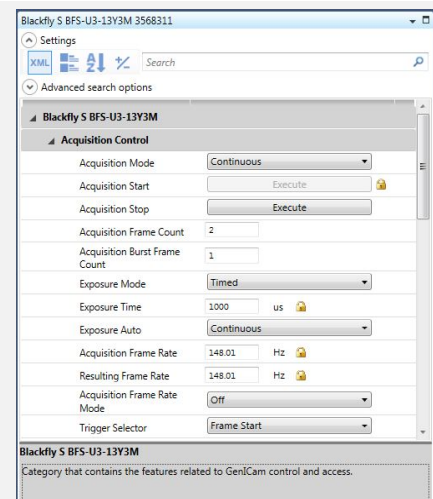 Blackfly S BFS-U3-13Y3M 3568311
Settings
XML Search
Advanced search options
Blackfly S BFS-U3-13Y3M
Acquisition Control
Acquisition Mode Continuous
Acquisition Start Execute
Acquisition Stop Execute
Acquisition Frame Count 2
Acquisition Burst Frame
Count 1
Exposure Mode Timed
Exposure Time 1000 us
Exposure Auto Continuous
Acquisition Frame Rate 148.01 Hz
Resulting Frame Rate 148.01 Hz
Acquisition Frame Rate
Mode Off
Trigger Selector Frame Start
Blackfly S BFS-U3-13Y3M
Category that contains the features related to GenICam control and access.